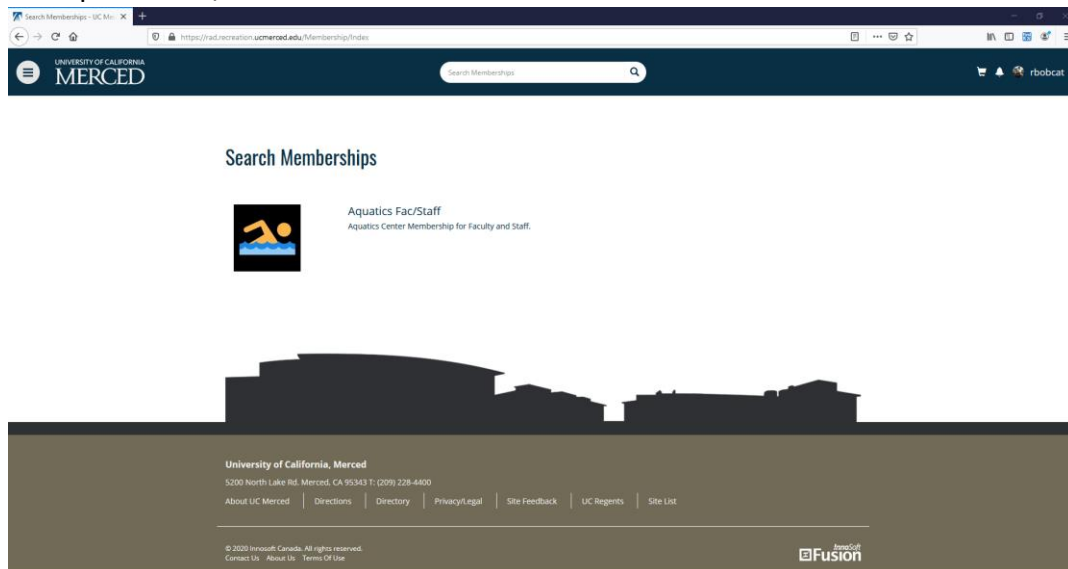 Search Memberships - UC Me
https://rad.recreation.ucmerced.edu/Membership/Index
UNIVERSITY OF CALIFORNIA
MERCED
Search Memberships
rbobcat
Search Memberships
Aquatics Fac/Staff
Aquatics Center Membership for Faculty and Staff.
University of California, Merced
5200 North Lake Rd. Merced, CA 95343 T: (209) 228-4400
About UC Merced | Directions | Directory | Privacy/Legal | Site Feedback | UC Regents | Site List
© 2020 Innosoft Canada. All rights reserved.
Contact Us About Us Terms Of Use
InnoSoft
Fusion